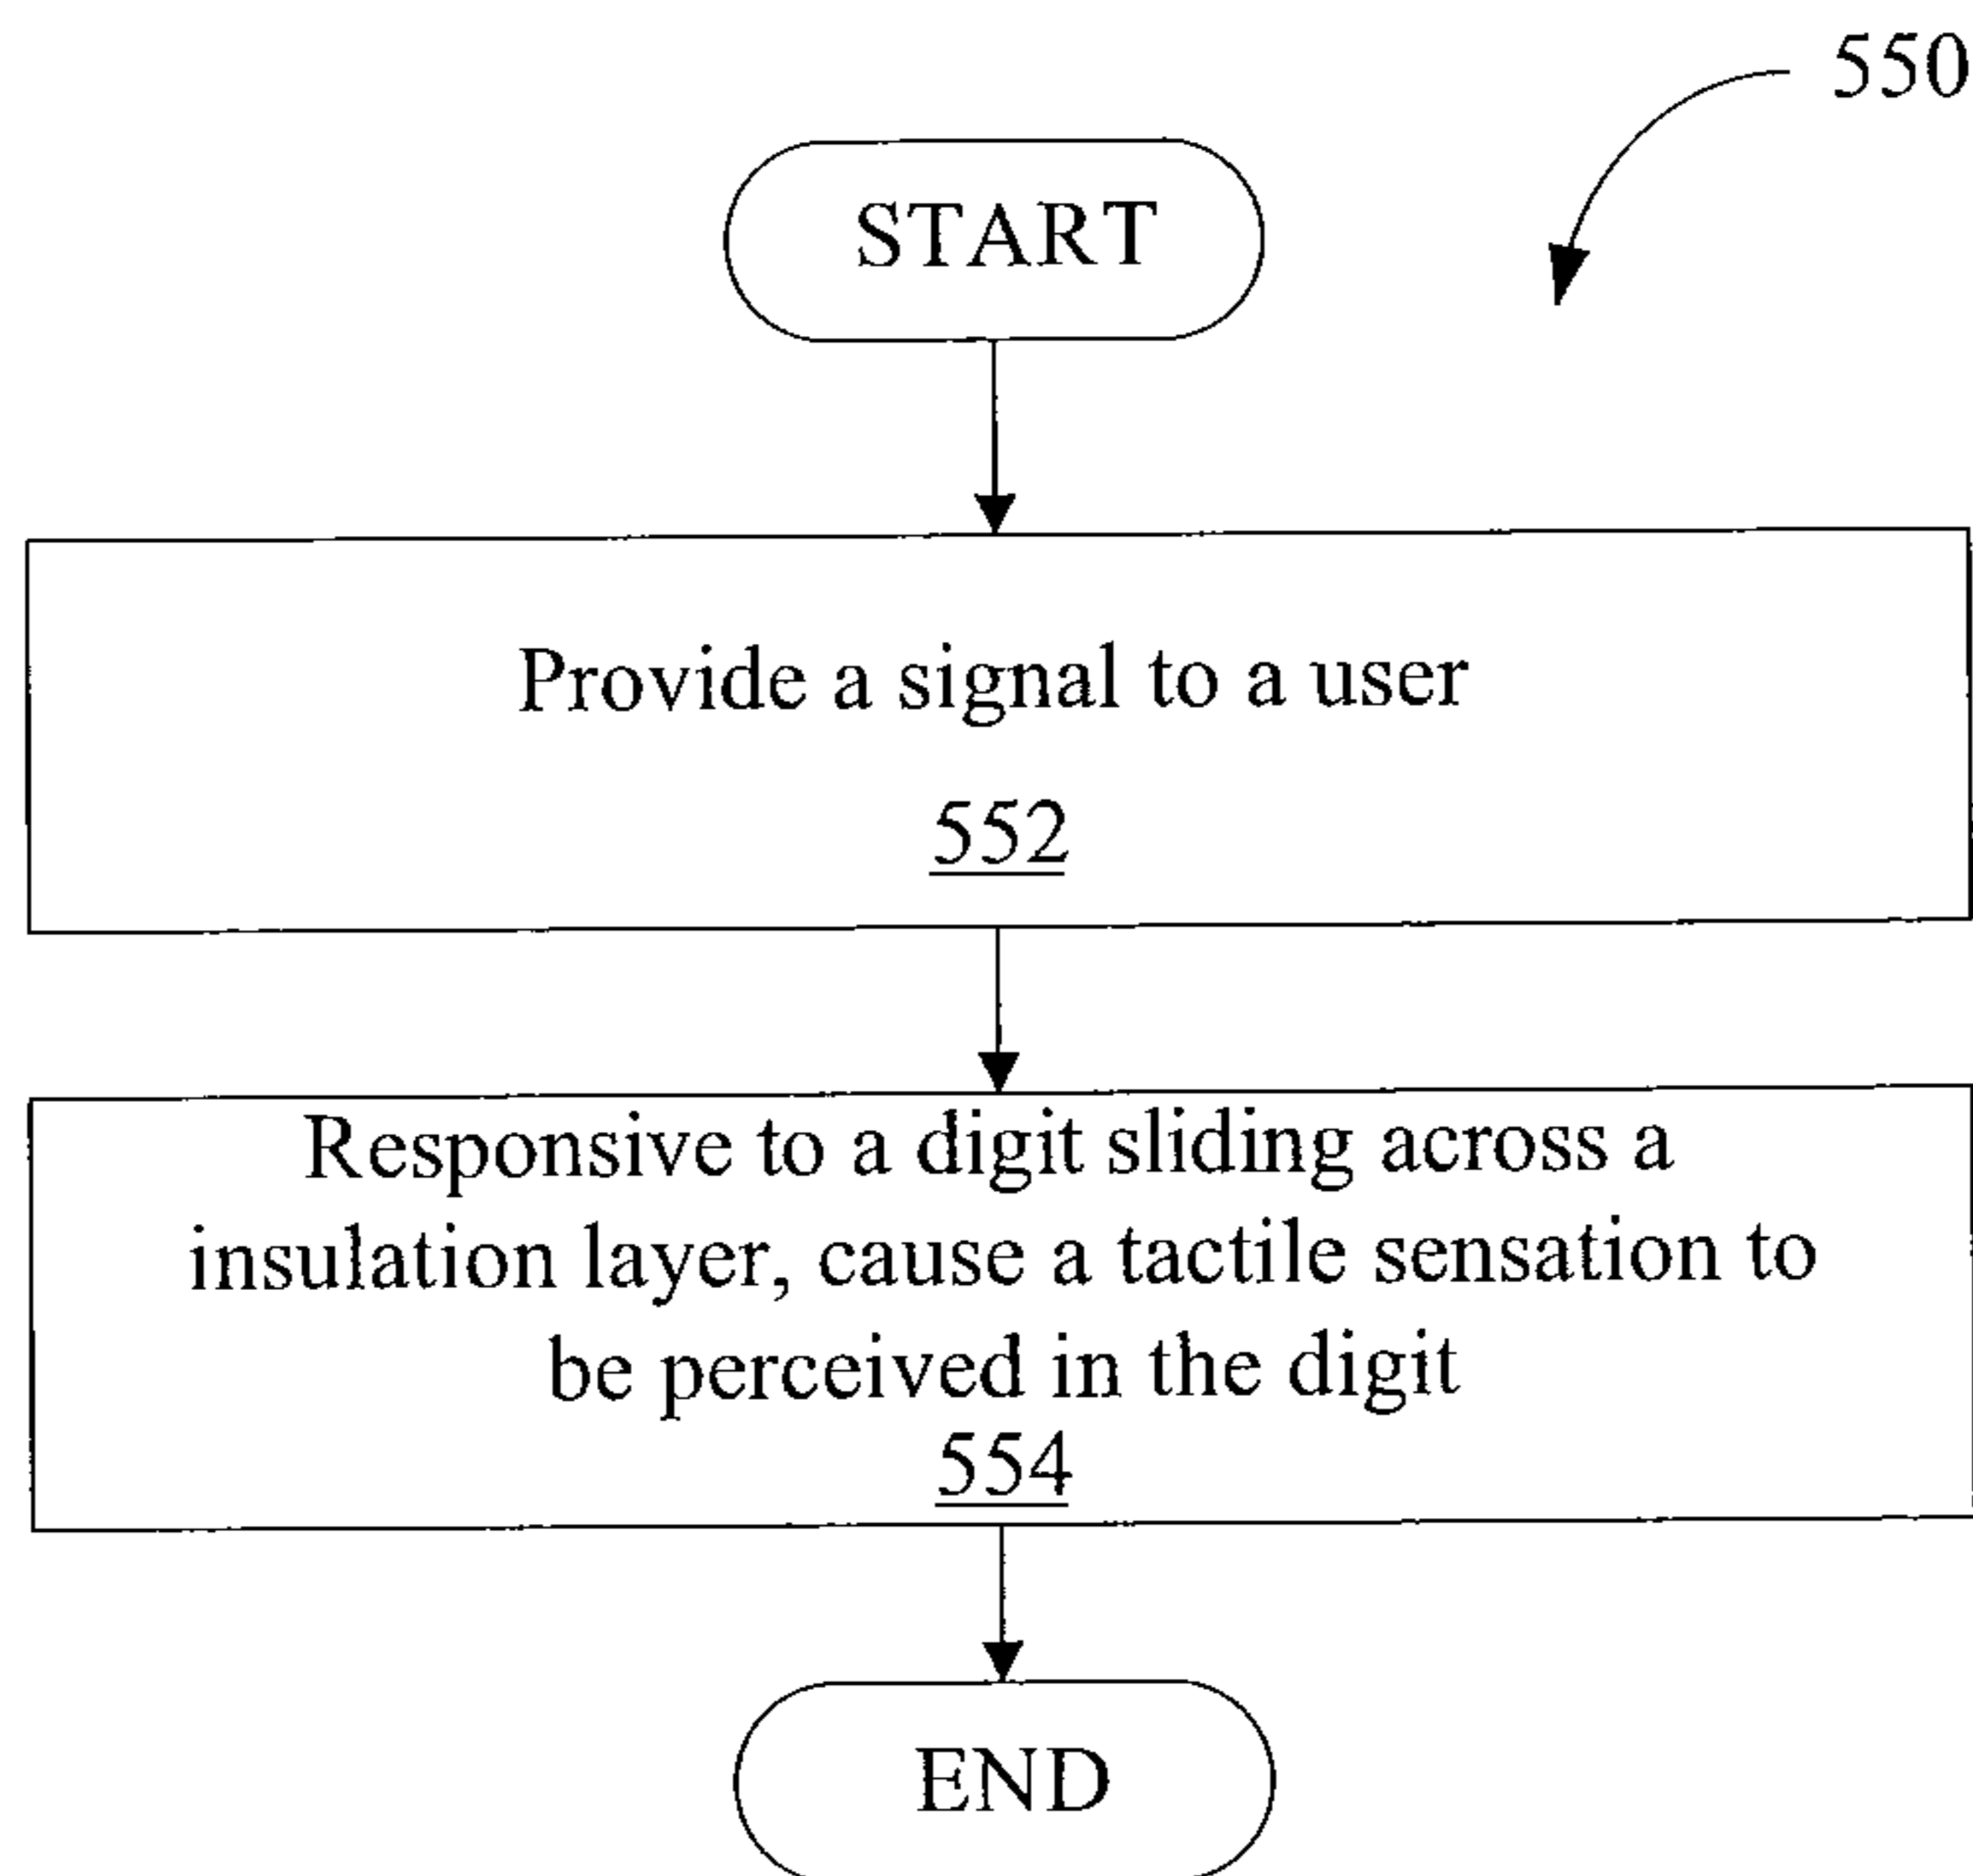 550
START
Provide a signal to a user
552
Responsive to a digit sliding across a
insulation layer, cause a tactile sensation to
be perceived in the digit
554
END